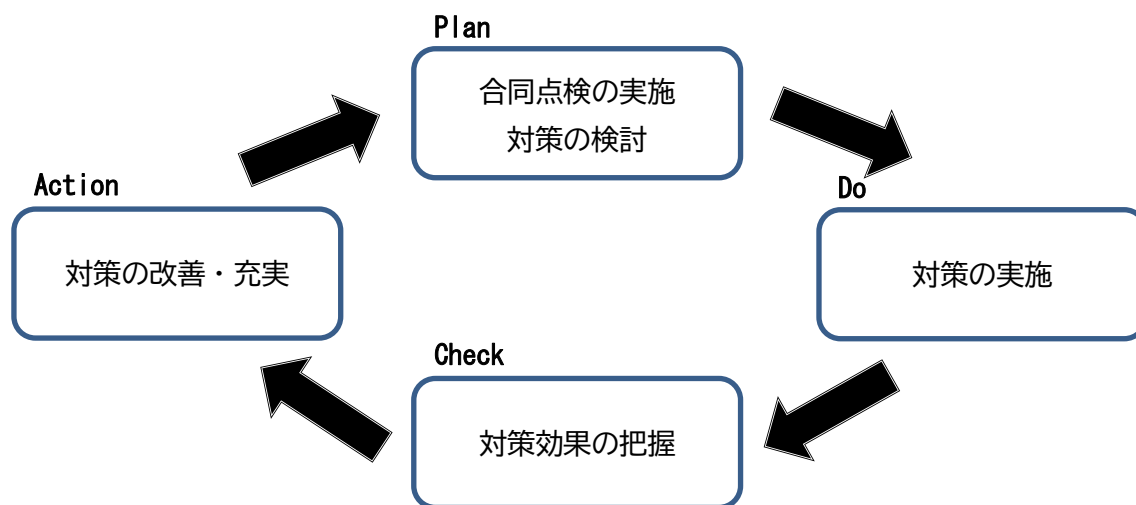 Plan
合同点検の実施
対策の検討
Do
対策の実施
Check
対策効果の把握
Action
対策の改善・充実